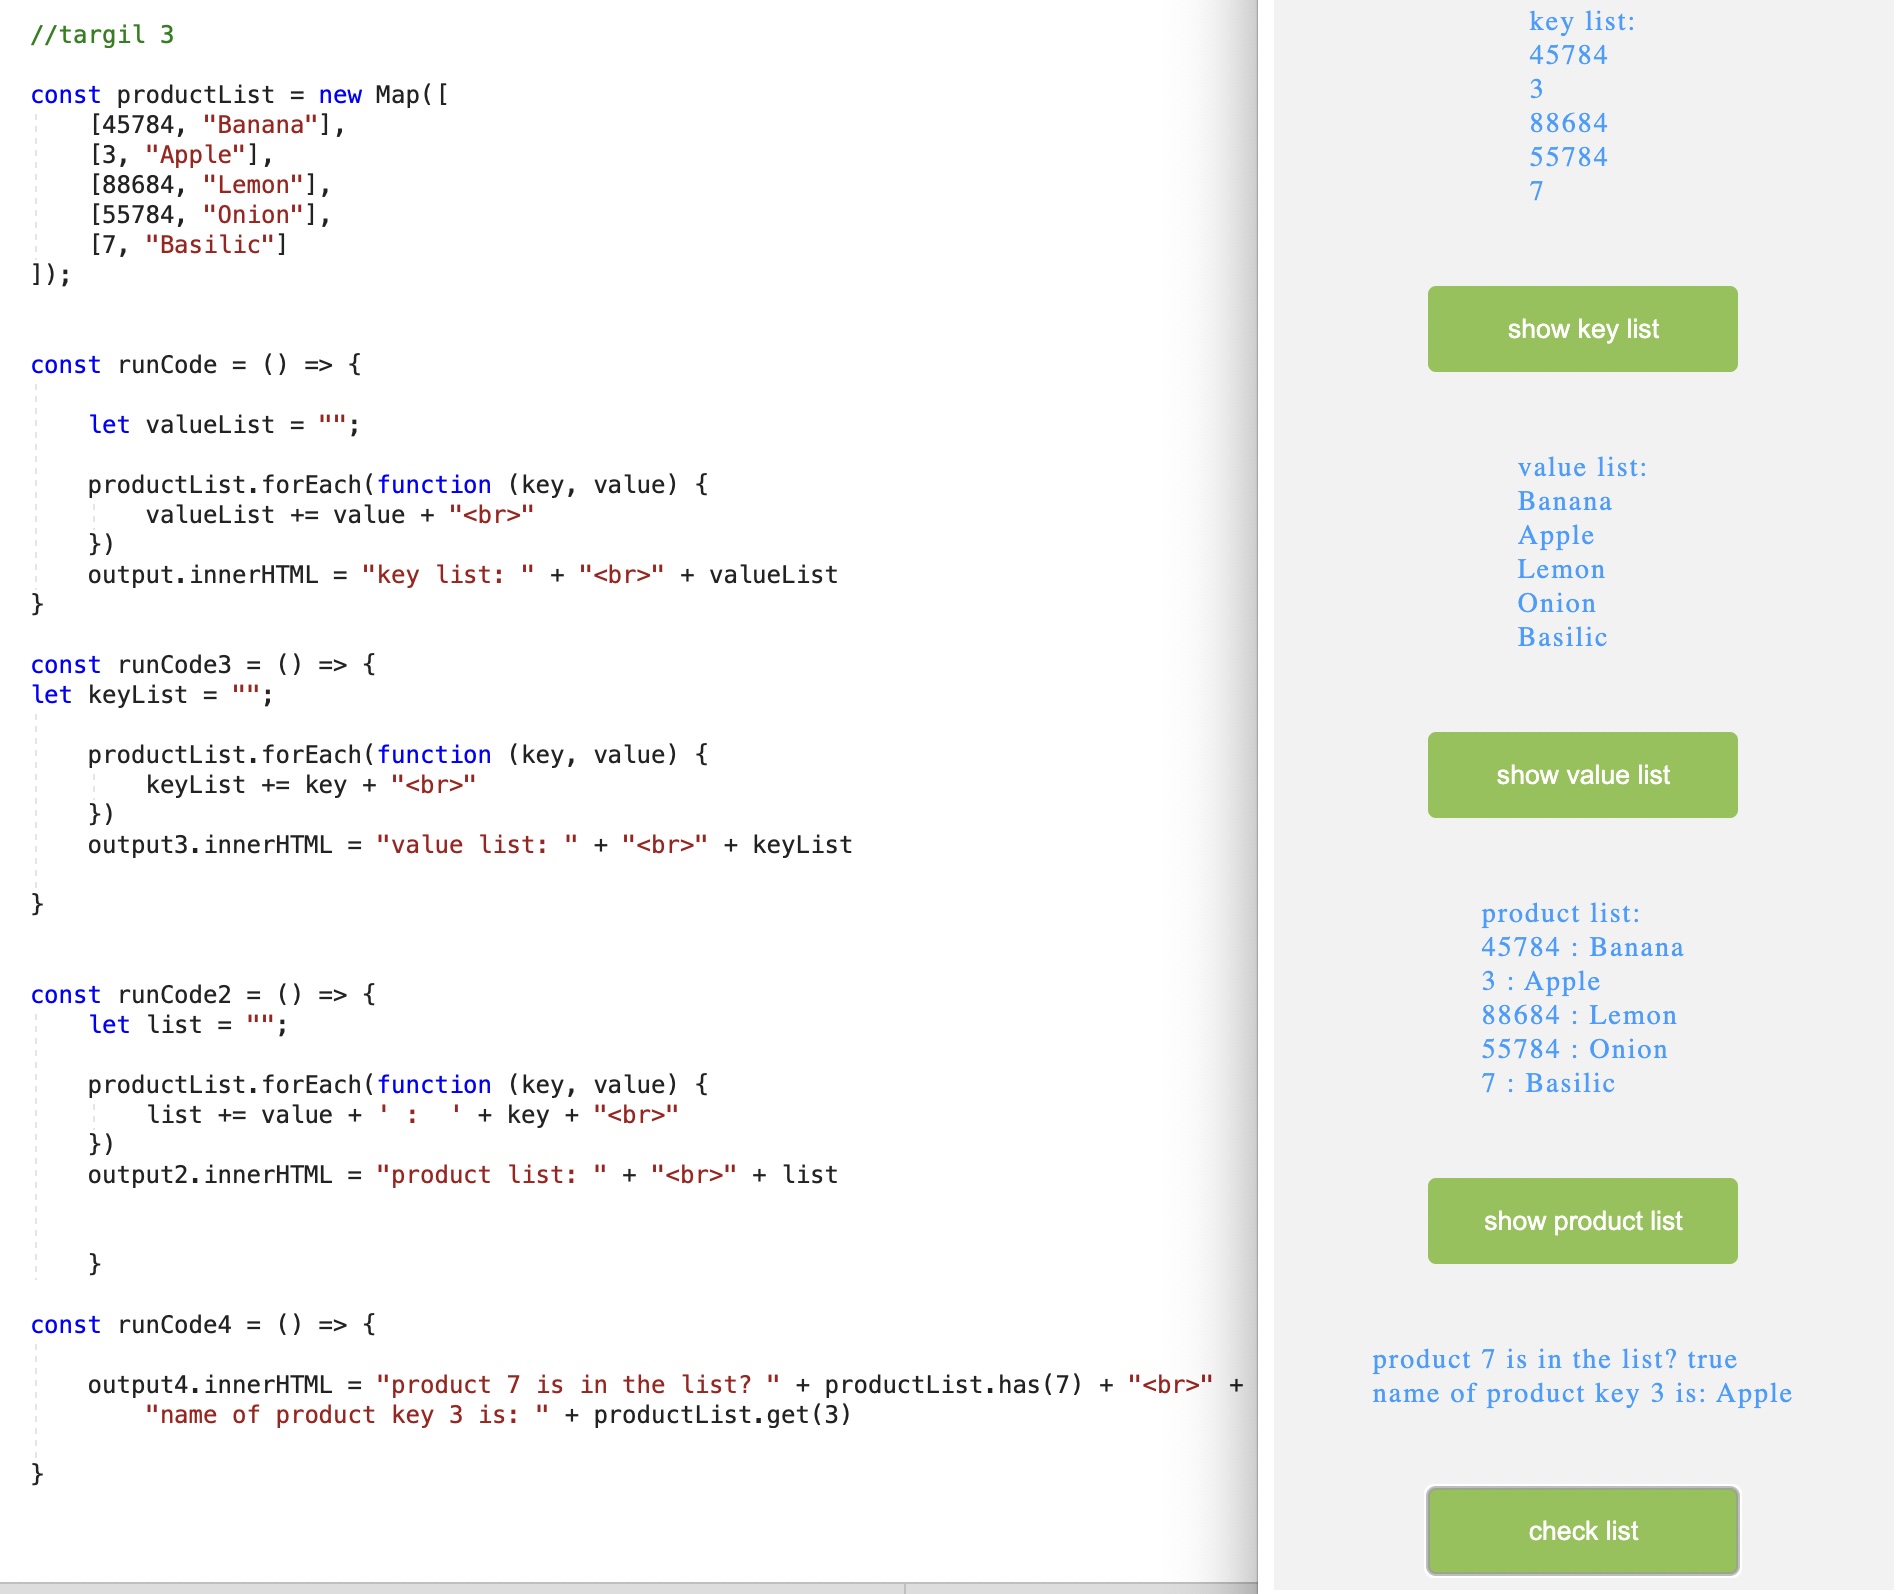 //targil 3
const productList = new Map([
[45784, "Banana"],
[3, "Apple"],
[88684, "Lemon"],
[55784, "Onion"],
[7, "Basilic"]
]);
const runCode = () => {
let valueList = "";
productList.forEach(function (key, value) {
valueList += value + "<br>"
})
output.innerHTML = "key list: " + "<br>" + valueList
}
const runCode3 = () => {
let keyList = "";
productList.forEach(function (key, value) {
keyList += key + "<br>"
})
output3.innerHTML = "value list: " + "<br>" + keyList
}
const runCode2 = () => {
let list = "";
productList.forEach(function (key, value) {
list += value + ' :  ' + key + "<br>"
})
output2.innerHTML = "product list: " + "<br>" + list
}
const runCode4 = () => {
output4.innerHTML = "product 7 is in the list? " + productList.has(7) + "<br>" +
"name of product key 3 is: " + productList.get(3)
}
key list:
45784
3
88684
55784
7
show key list
value list:
Banana
Apple
Lemon
Onion
Basilic
show value list
product list:
45784 : Banana
3 : Apple
88684 : Lemon
55784 : Onion
7 : Basilic
show product list
product 7 is in the list? true
name of product key 3 is: Apple
check list